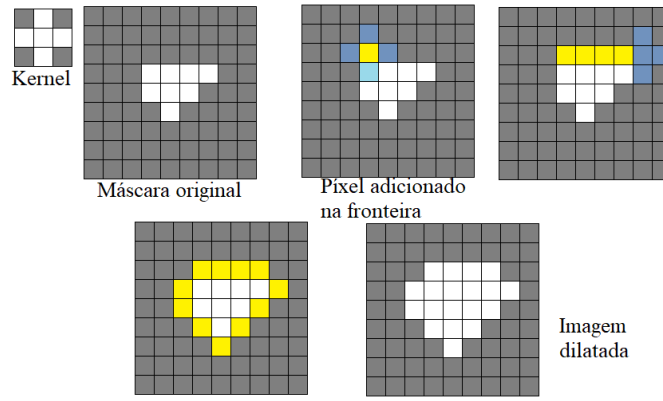 Kernel
Máscara original
Píxel adicionado
na fronteira
Imagem
dilatada